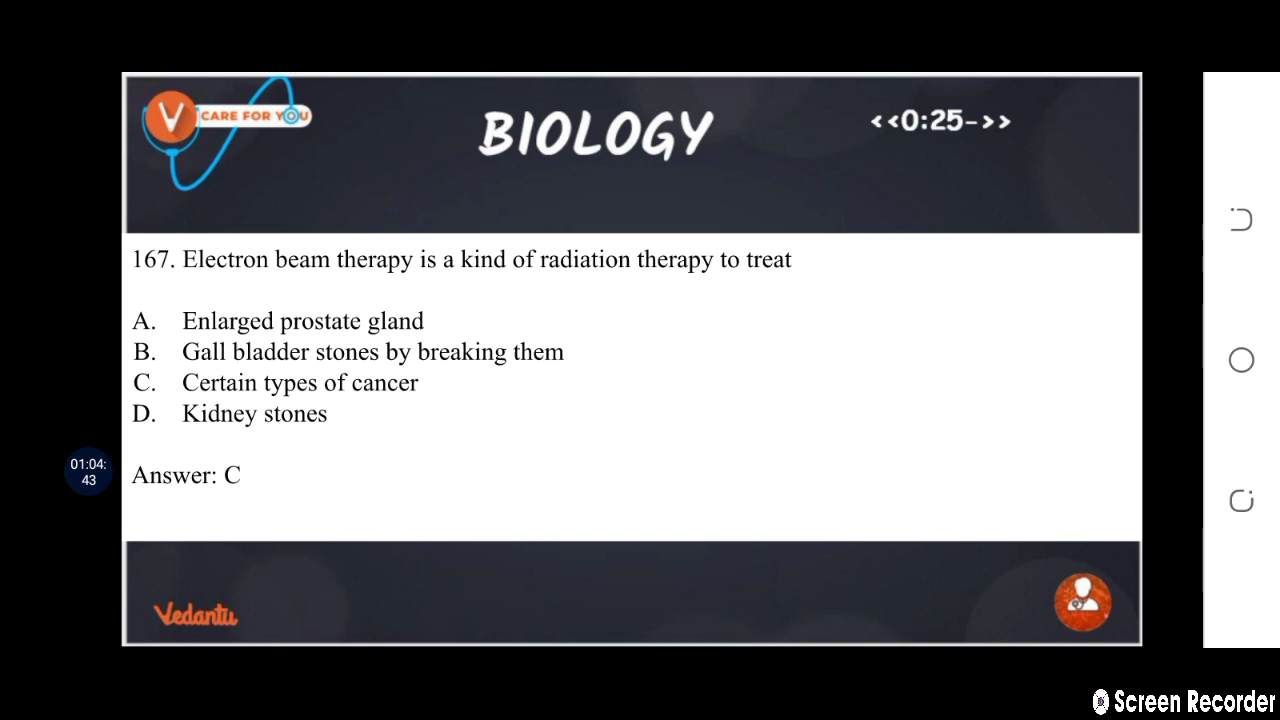 V CARE FOR YOU
BIOLOGY
<<0:25->>
167. Electron beam therapy is a kind of radiation therapy to treat
A. Enlarged prostate gland
B. Gall bladder stones by breaking them
C. Certain types of cancer
D. Kidney stones
01:04:
43
Answer: C
Vedantu
Screen Recorder